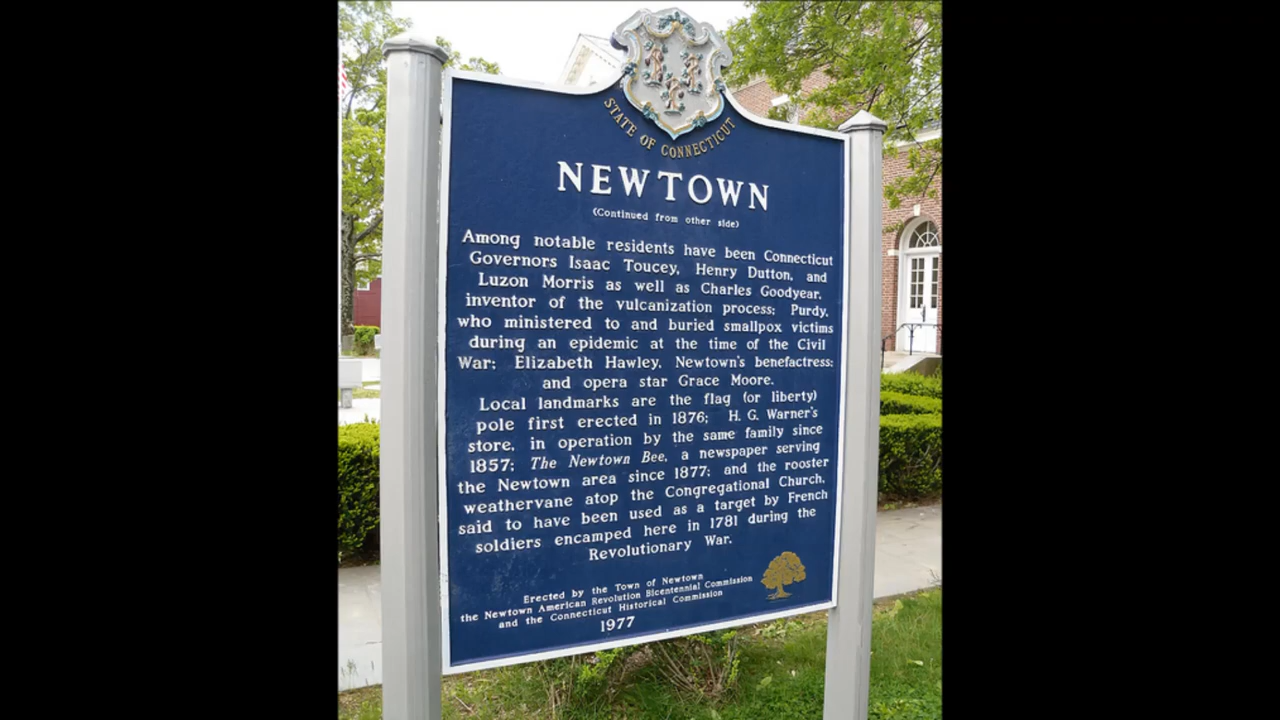 STATE OF CONNECTICUT
NEWTOWN
(Continued from other side)
Among notable residents have been Connecticut
Governors Isaac Toucey, Henry Dutton, and
Luzon Morris as well as Charles Goodyear,
inventor of the vulcanization process; Purdy,
who ministered to and buried smallpox victims
during an epidemic at the time of the Civil
War; Elizabeth Hawley, Newtown's benefactress;
and opera star Grace Moore.
Local landmarks are the flag (or liberty)
pole first erected in 1876; H. G. Warner's
store, in operation by the same family since
1857; The Newtown Bee, a newspaper serving
the Newtown area since 1877; and the rooster
weathervane atop the Congregational Church,
said to have been used as a target by French
soldiers encamped here in 1781 during the
Revolutionary War.
Erected by the Town of Newtown
the Newtown American Revolution Bicentennial Commission
and the Connecticut Historical Commission
1977